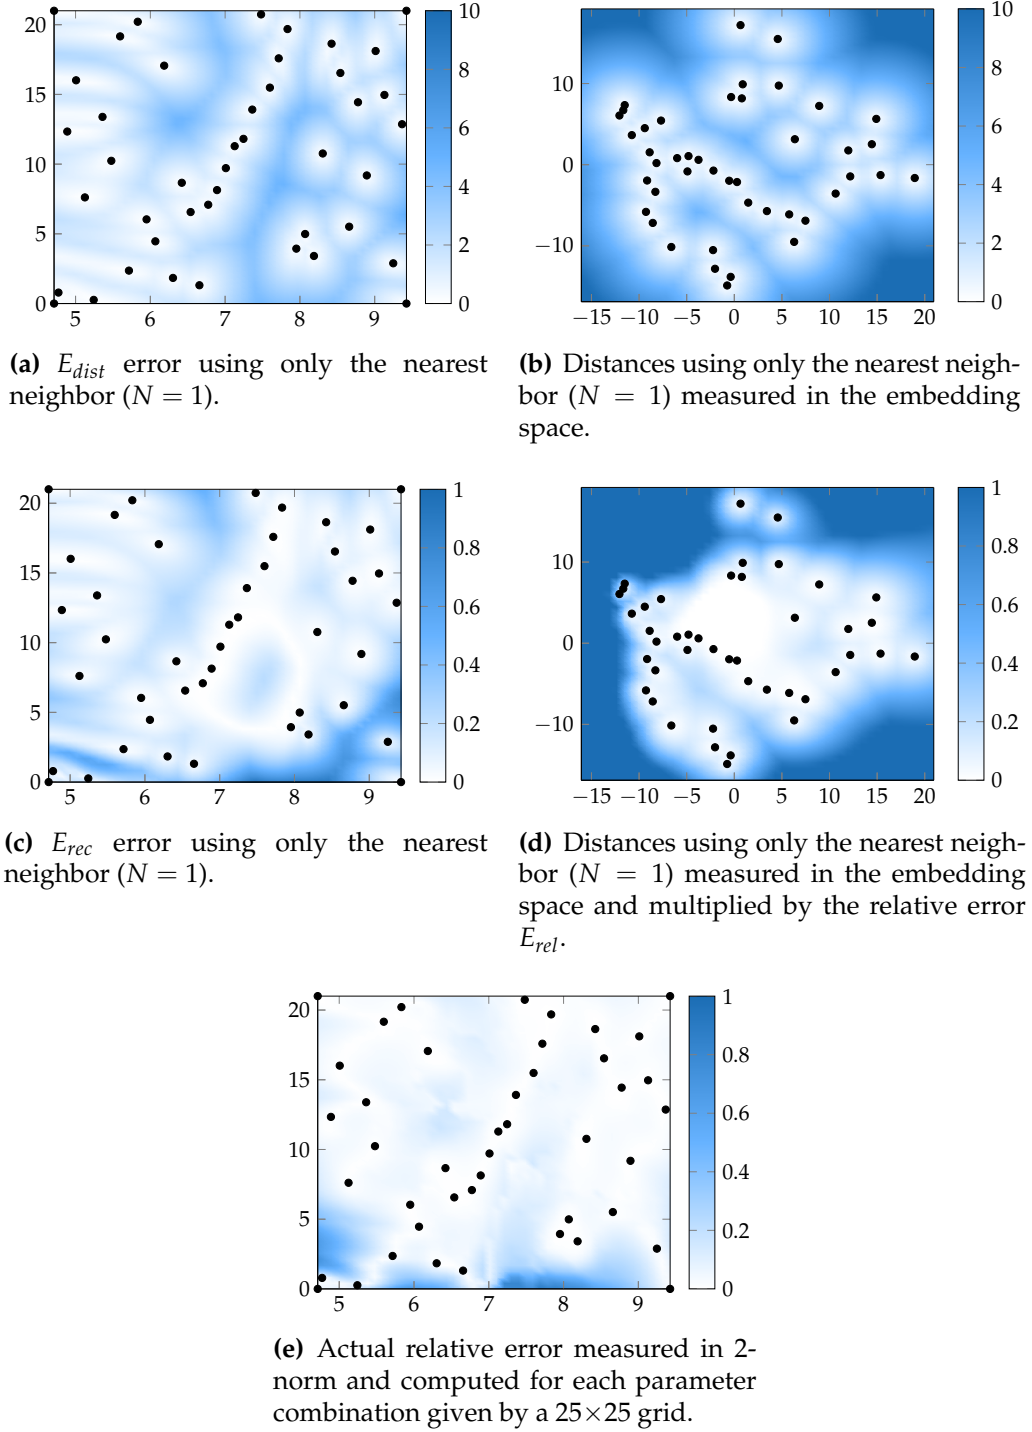 20
15
10
5
0
5 6 7 8 9
10
8
6
4
2
0
10
0
−10
−15 −10 −5 0 5 10 15 20
10
8
6
4
2
0
(a) E_dist error using only the nearest
neighbor (N = 1).
(b) Distances using only the nearest neigh-
bor (N = 1) measured in the embedding
space.
20
15
10
5
0
5 6 7 8 9
1
0.8
0.6
0.4
0.2
0
10
0
−10
−15 −10 −5 0 5 10 15 20
1
0.8
0.6
0.4
0.2
0
(c) E_rec error using only the nearest
neighbor (N = 1).
(d) Distances using only the nearest neigh-
bor (N = 1) measured in the embedding
space and multiplied by the relative error
E_rel.
20
15
10
5
0
5 6 7 8 9
1
0.8
0.6
0.4
0.2
0
(e) Actual relative error measured in 2-
norm and computed for each parameter
combination given by a 25×25 grid.